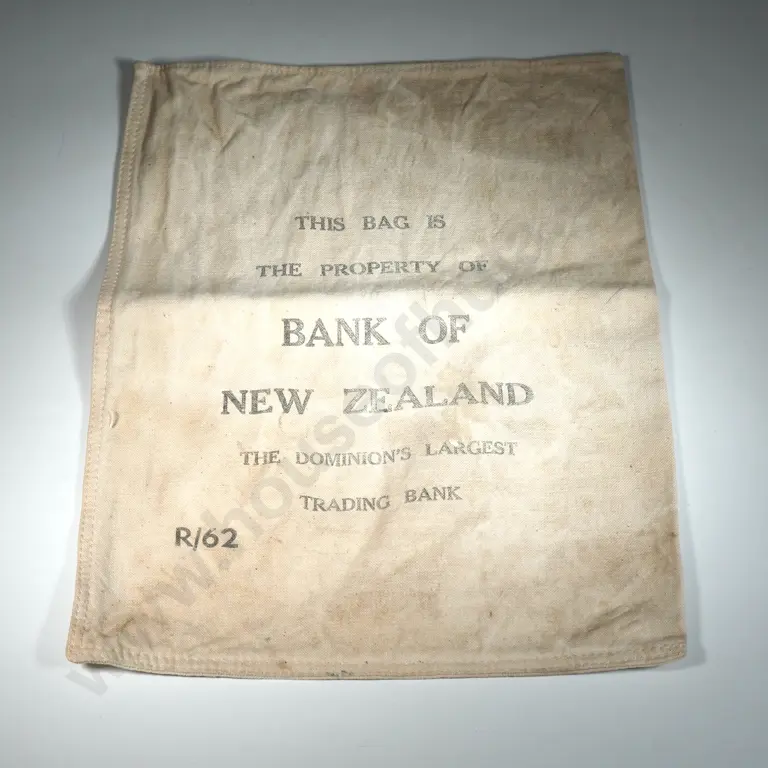 THIS BAG IS
THE PROPERTY OF
BANK OF
NEW ZEALAND
THE DOMINION'S LARGEST
TRADING BANK
R/62